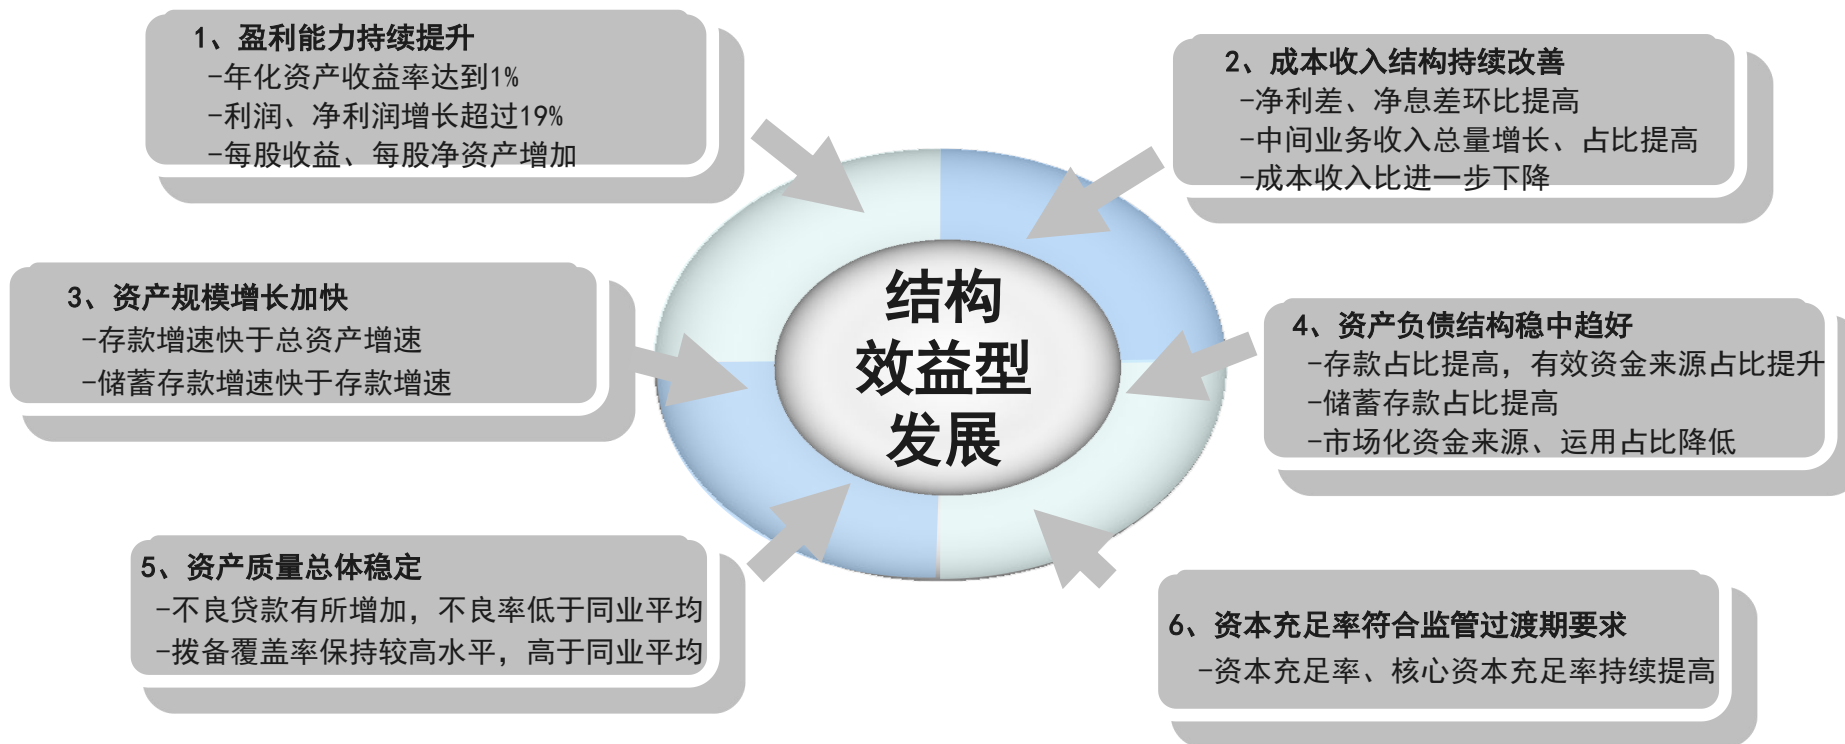 1、盈利能力持续提升
-年化资产收益率达到1%
-利润、净利润增长超过19%
-每股收益、每股净资产增加
2、成本收入结构持续改善
-净利差、净息差环比提高
-中间业务收入总量增长、占比提高
-成本收入比进一步下降
3、资产规模增长加快
-存款增速快于总资产增速
-储蓄存款增速快于存款增速
结构
效益型
发展
4、资产负债结构稳中趋好
-存款占比提高，有效资金来源占比提升
-储蓄存款占比提高
-市场化资金来源、运用占比降低
5、资产质量总体稳定
-不良贷款有所增加，不良率低于同业平均
-拨备覆盖率保持较高水平，高于同业平均
6、资本充足率符合监管过渡期要求
-资本充足率、核心资本充足率持续提高